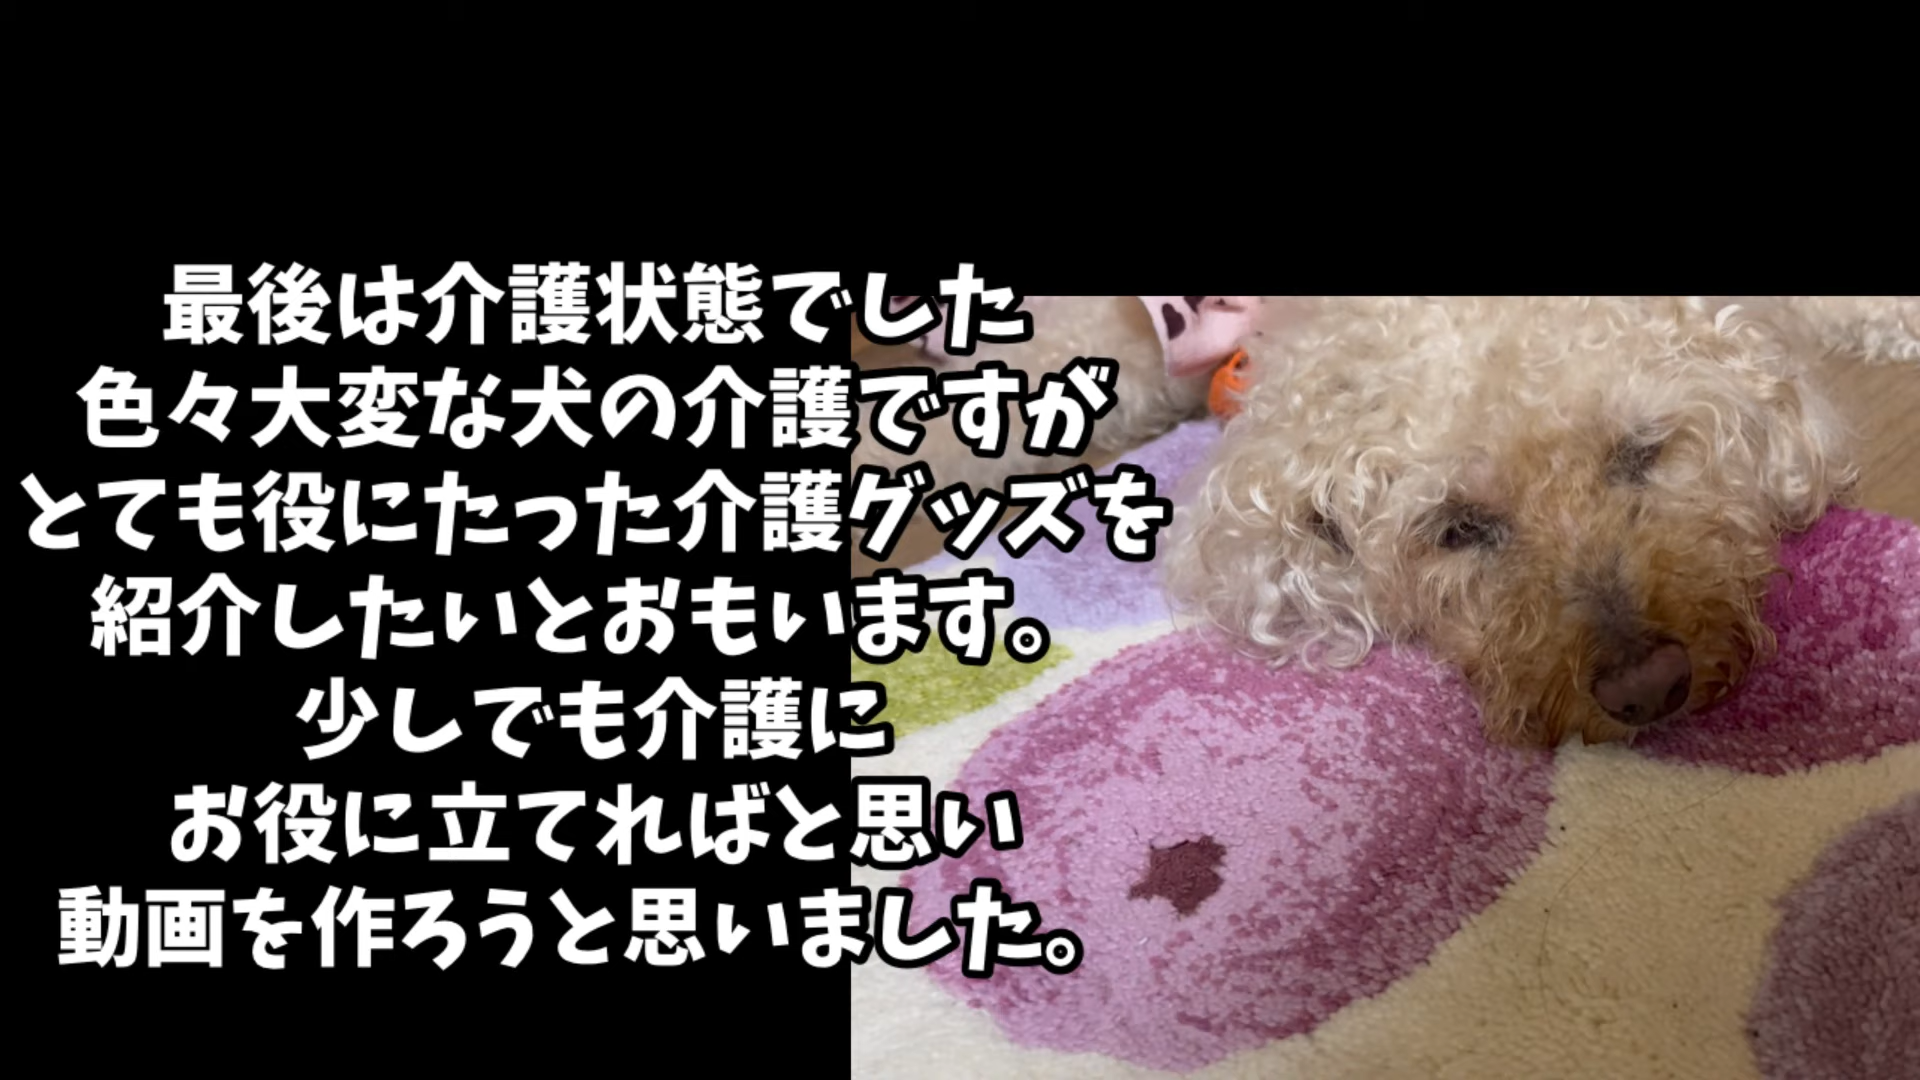 最後は介護状態でした
色々大変な犬の介護ですが
とても役にたった介護グッズを
紹介したいとおもいます。
少しでも介護に
お役に立てればと思い
動画を作ろうと思いました。